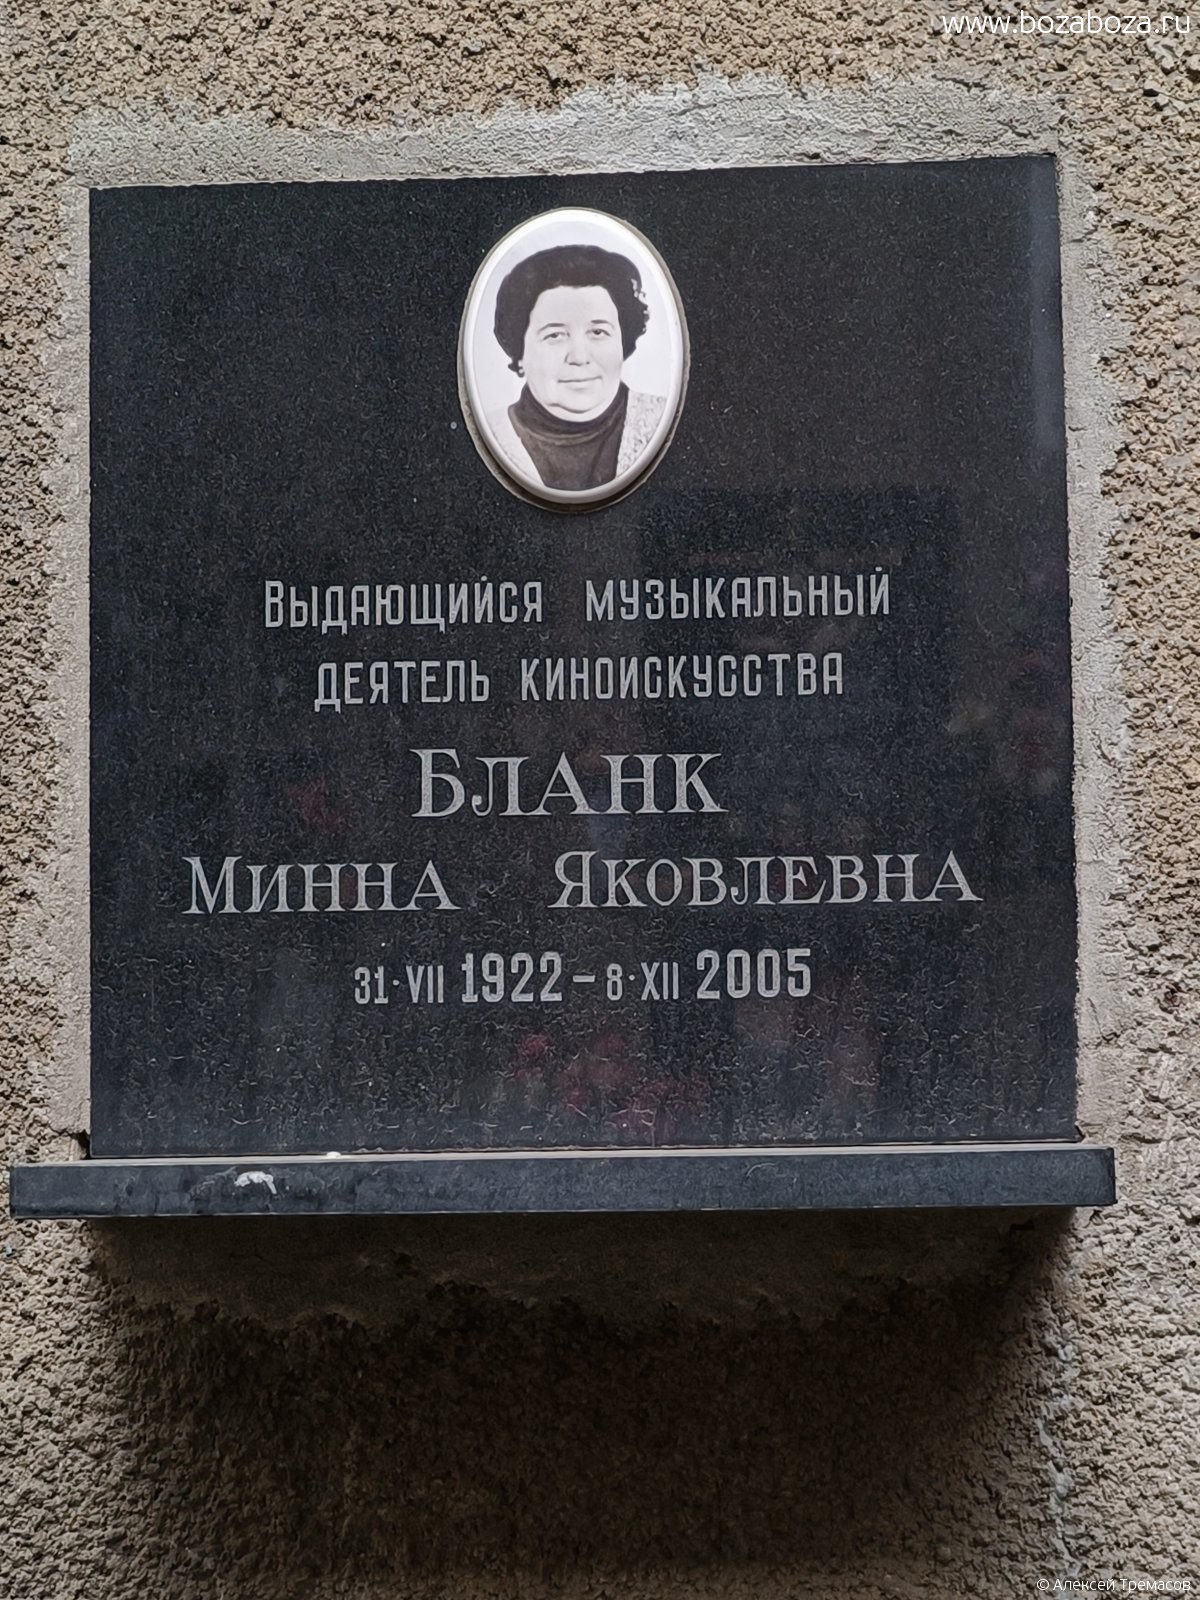 www.bozaboza.ru
Выдающийся музыкальный
деятель киноискусства
Бланк
Минна Яковлевна
31·VII 1922 – 8·XII 2005
© Алексей Тремасов